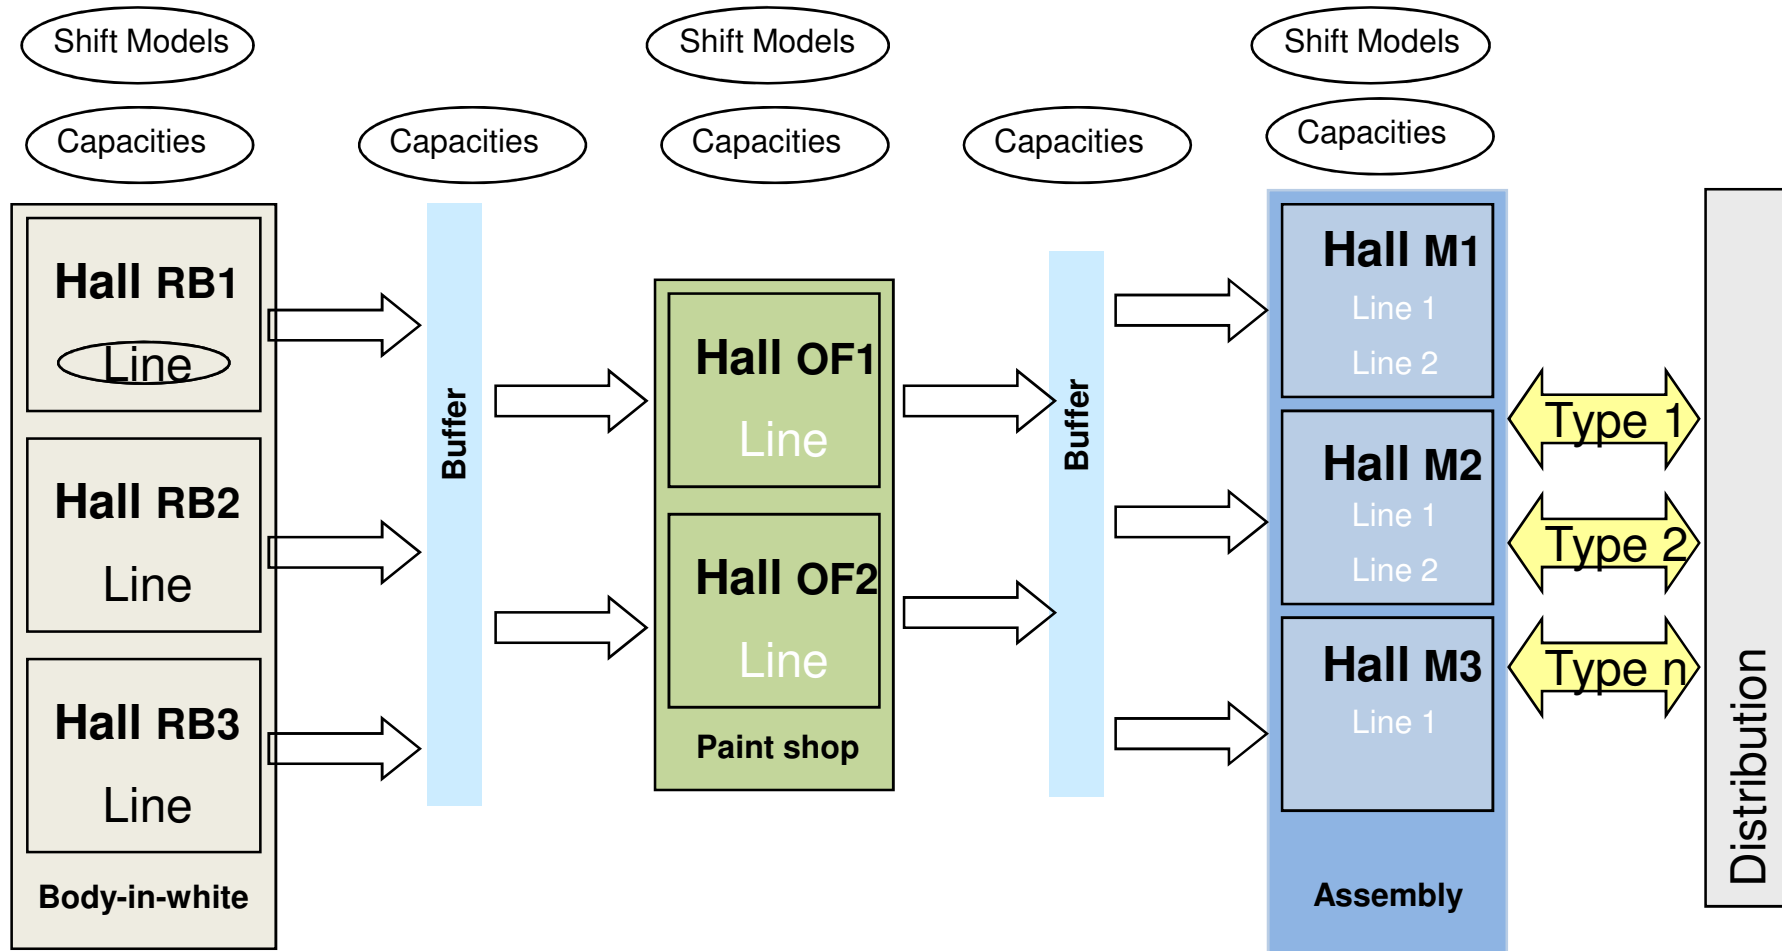 Shift Models
Shift Models
Shift Models
Capacities
Capacities
Capacities
Capacities
Capacities
Hall RB1
Line
Hall RB2
Line
Hall RB3
Line
Body-in-white
Buffer
Hall OF1
Line
Hall OF2
Line
Paint shop
Buffer
Hall M1
Line 1
Line 2
Hall M2
Line 1
Line 2
Hall M3
Line 1
Assembly
Type 1
Type 2
Type n
Distribution